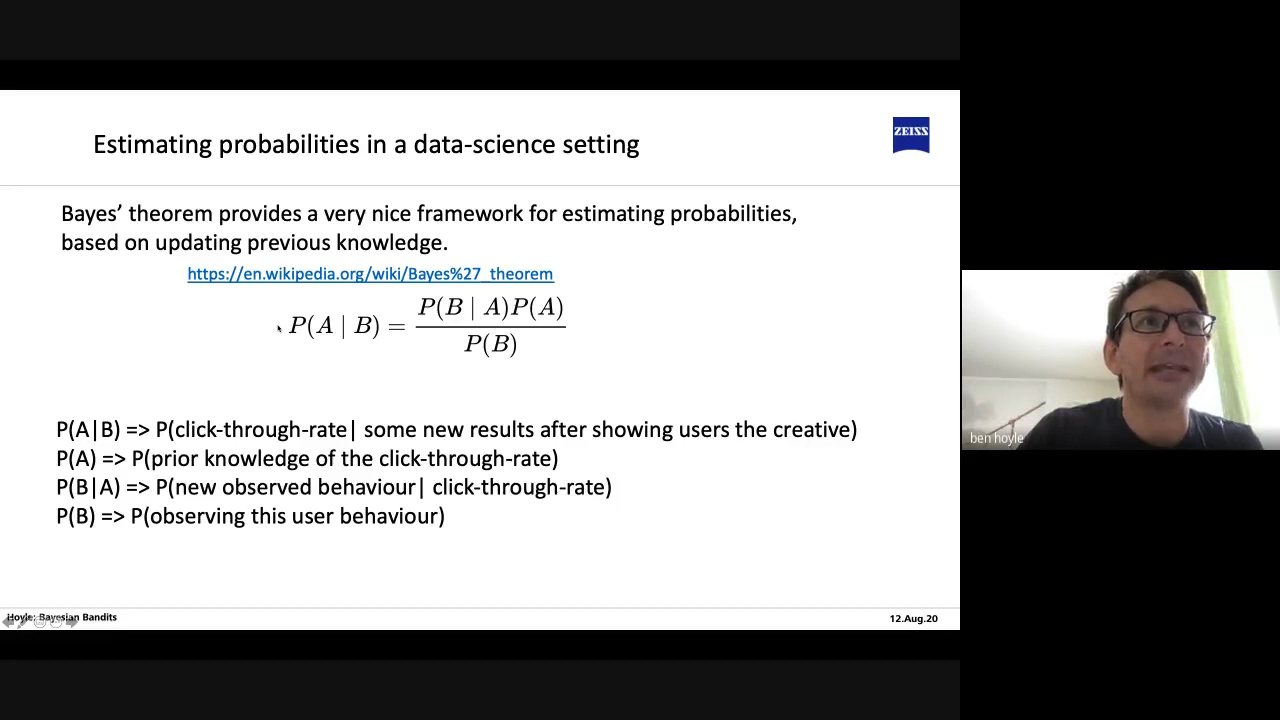 Estimating probabilities in a data-science setting
ZEISS
Bayes’ theorem provides a very nice framework for estimating probabilities,
based on updating previous knowledge.
https://en.wikipedia.org/wiki/Bayes%27_theorem
P(A | B) = P(B | A)P(A) / P(B)
P(A|B) => P(click-through-rate| some new results after showing users the creative)
P(A) => P(prior knowledge of the click-through-rate)
P(B|A) => P(new observed behaviour| click-through-rate)
P(B) => P(observing this user behaviour)
ben hoyle
Hoyle: Bayesian Bandits
12.Aug.20